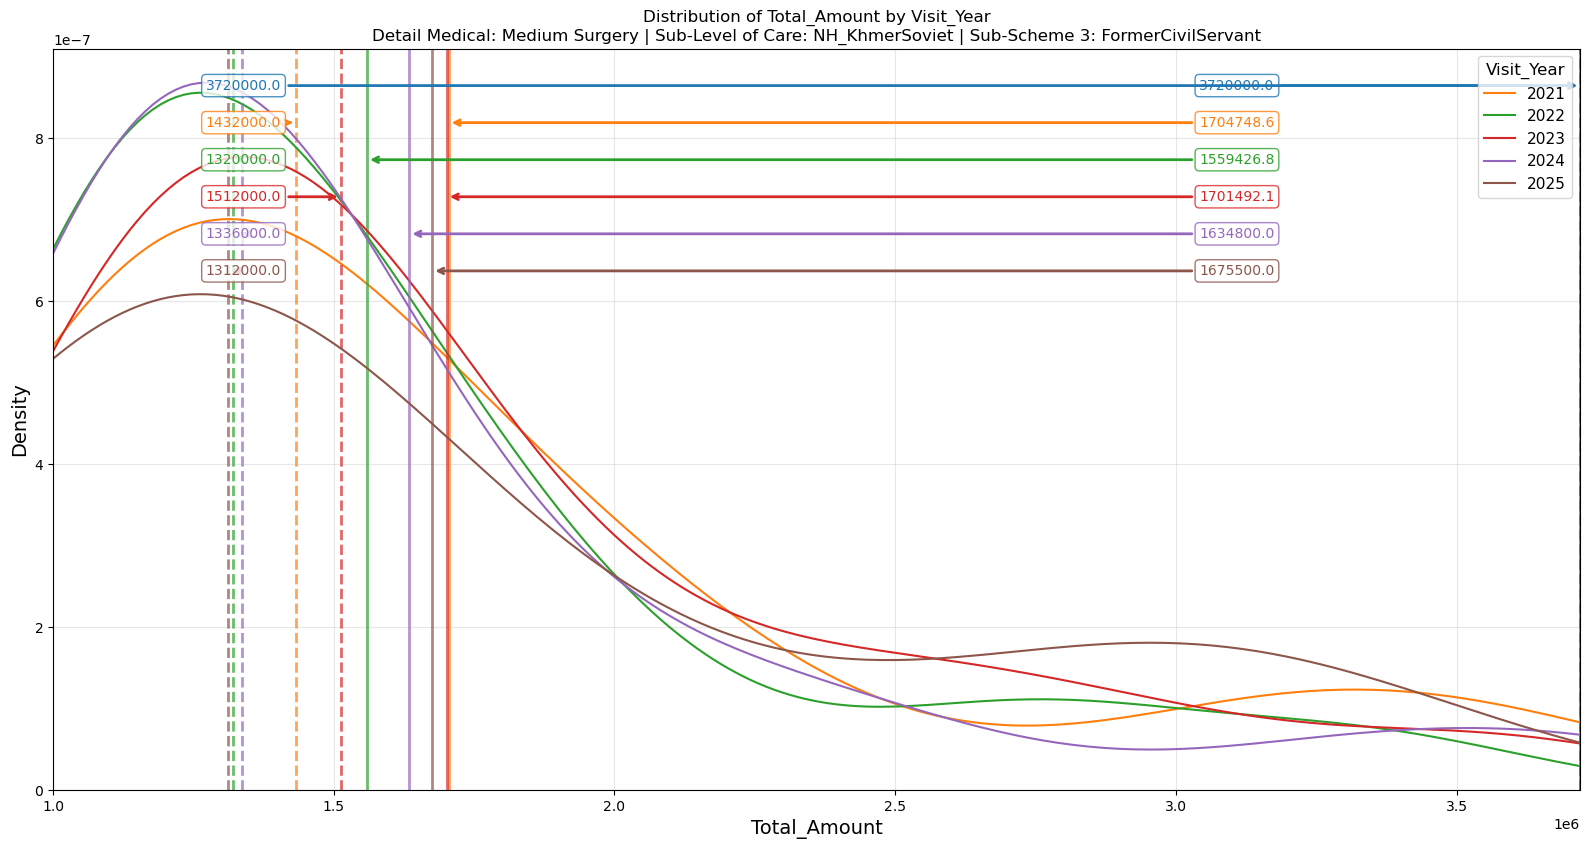 Distribution of Total_Amount by Visit_Year
Detail Medical: Medium Surgery | Sub-Level of Care: NH_KhmerSoviet | Sub-Scheme 3: FormerCivilServant
1e−7
Visit_Year
2021
2022
2023
2024
2025
3720000.0 3720000.0
1432000.0 1704748.6
1320000.0 1559426.8
1512000.0 1701492.1
1336000.0 1634800.0
1312000.0 1675500.0
8
6
4
2
0
Density
1.0 1.5 2.0 2.5 3.0 3.5
1e6
Total_Amount